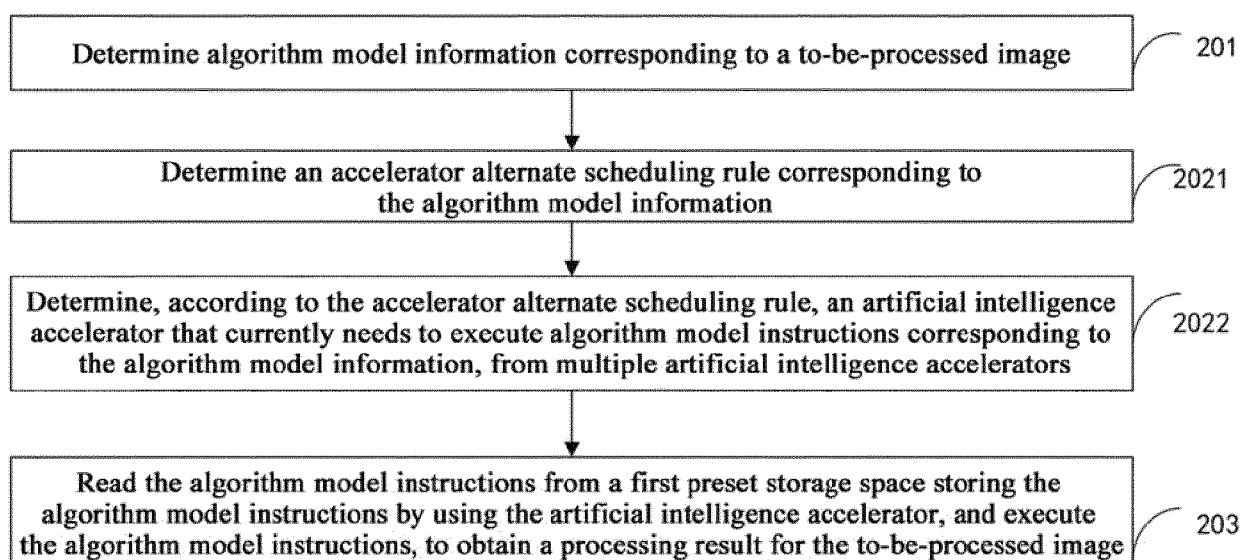 Determine algorithm model information corresponding to a to-be-processed image
201
Determine an accelerator alternate scheduling rule corresponding to
the algorithm model information
2021
Determine, according to the accelerator alternate scheduling rule, an artificial intelligence
accelerator that currently needs to execute algorithm model instructions corresponding to
the algorithm model information, from multiple artificial intelligence accelerators
2022
Read the algorithm model instructions from a first preset storage space storing the
algorithm model instructions by using the artificial intelligence accelerator, and execute
the algorithm model instructions, to obtain a processing result for the to-be-processed image
203